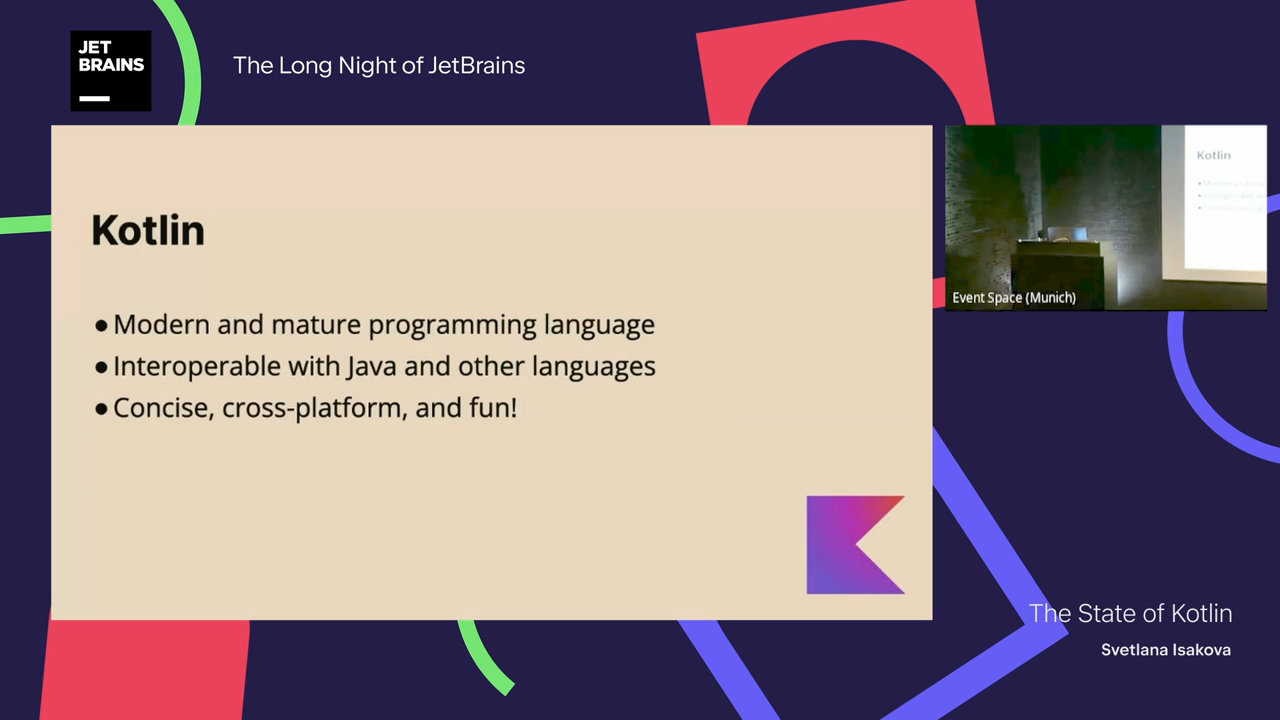 JET
BRAINS
The Long Night of JetBrains
Kotlin
● Modern and mature programming language
● Interoperable with Java and other languages
● Concise, cross-platform, and fun!
Kotlin
Event Space (Munich)
The State of Kotlin
Svetlana Isakova